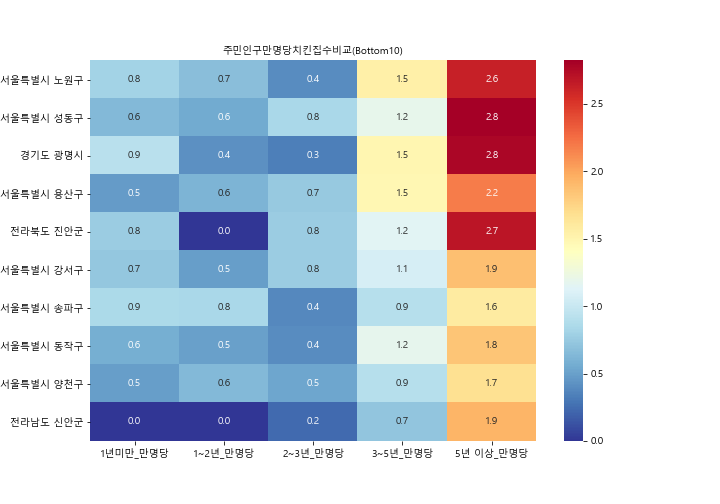 주민인구만명당치킨집수비교(Bottom10)
서울특별시 노원구 0.8 0.7 0.4 1.5 2.6
서울특별시 성동구 0.6 0.6 0.8 1.2 2.8
경기도 광명시 0.9 0.4 0.3 1.5 2.8
서울특별시 용산구 0.5 0.6 0.7 1.5 2.2
전라북도 진안군 0.8 0.0 0.8 1.2 2.7
서울특별시 강서구 0.7 0.5 0.8 1.1 1.9
서울특별시 송파구 0.9 0.8 0.4 0.9 1.6
서울특별시 동작구 0.6 0.5 0.4 1.2 1.8
서울특별시 양천구 0.5 0.6 0.5 0.9 1.7
전라남도 신안군 0.0 0.0 0.2 0.7 1.9
1년미만_만명당 1~2년_만명당 2~3년_만명당 3~5년_만명당 5년 이상_만명당
2.5
2.0
1.5
1.0
0.5
0.0